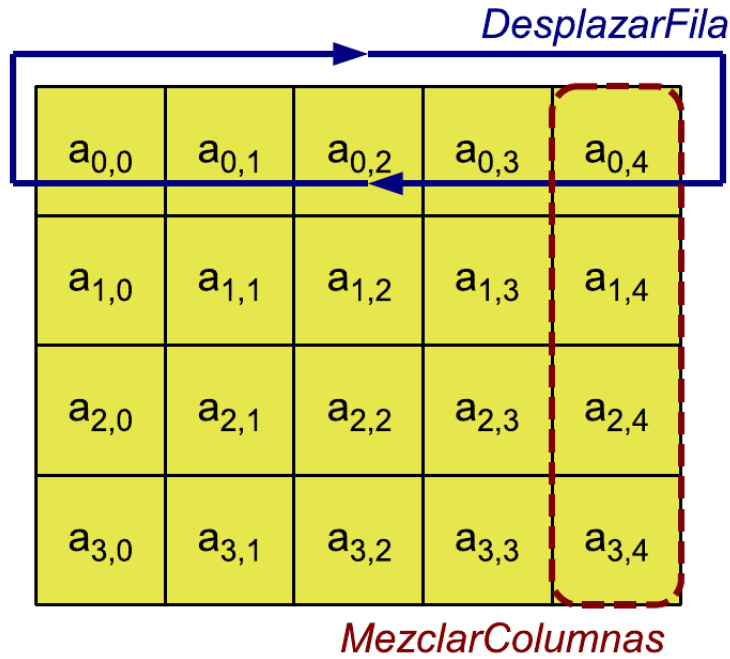 DesplazarFila
a0,0 a0,1 a0,2 a0,3 a0,4
a1,0 a1,1 a1,2 a1,3 a1,4
a2,0 a2,1 a2,2 a2,3 a2,4
a3,0 a3,1 a3,2 a3,3 a3,4
MezclarColumnas